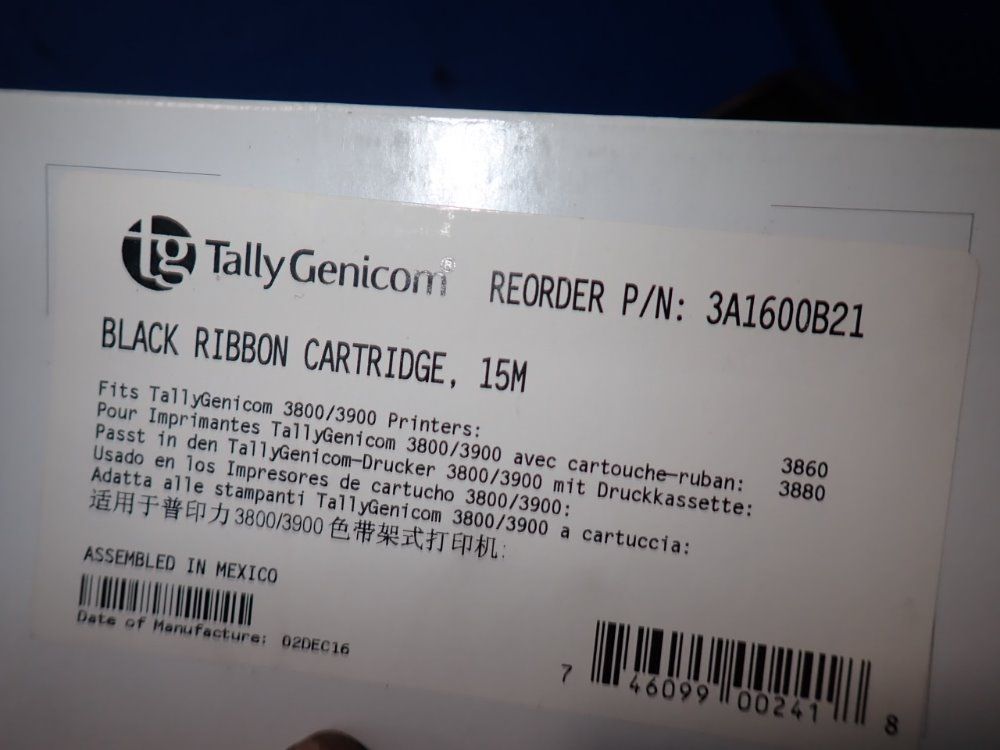 tg TallyGenicom® REORDER P/N: 3A1600B21
BLACK RIBBON CARTRIDGE, 15M
Fits TallyGenicom 3800/3900 Printers:
Pour Imprimantes TallyGenicom 3800/3900 avec cartouche-ruban: 3860
Passt in den TallyGenicom-Drucker 3800/3900 mit Druckkassette: 3880
Usado en los Impresores de cartucho 3800/3900:
Adatta alle stampanti TallyGenicom 3800/3900 a cartuccia:
适用于普印力3800/3900色带架式打印机:
ASSEMBLED IN MEXICO
Date of Manufacture: 02DEC16
7 46099 00241 8